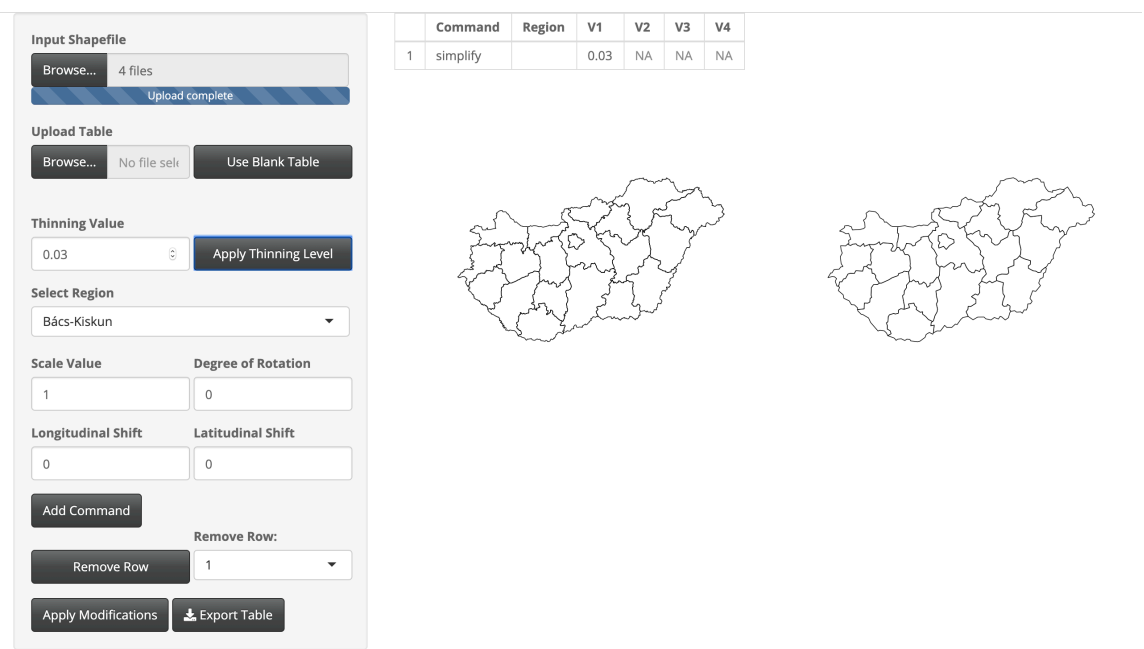 Input Shapefile
Browse... 4 files
Upload complete
Upload Table
Browse... No file sele Use Blank Table
Thinning Value
0.03 Apply Thinning Level
Select Region
Bács-Kiskun
Scale Value Degree of Rotation
1 0
Longitudinal Shift Latitudinal Shift
0 0
Add Command
Remove Row:
Remove Row 1
Apply Modifications Export Table
Command Region V1 V2 V3 V4
1 simplify 0.03 NA NA NA